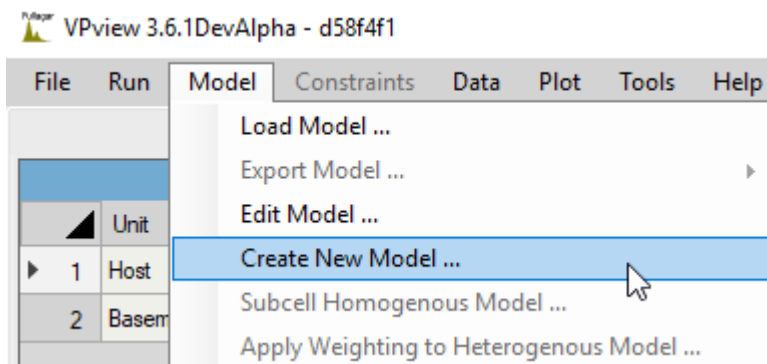 VPview 3.6.1DevAlpha - d58f4f1
File Run Model Constraints Data Plot Tools Help
Load Model ...
Export Model ...
Edit Model ...
Unit
Create New Model ...
1 Host
Subcell Homogenous Model ...
2 Basem
Apply Weighting to Heterogenous Model ...